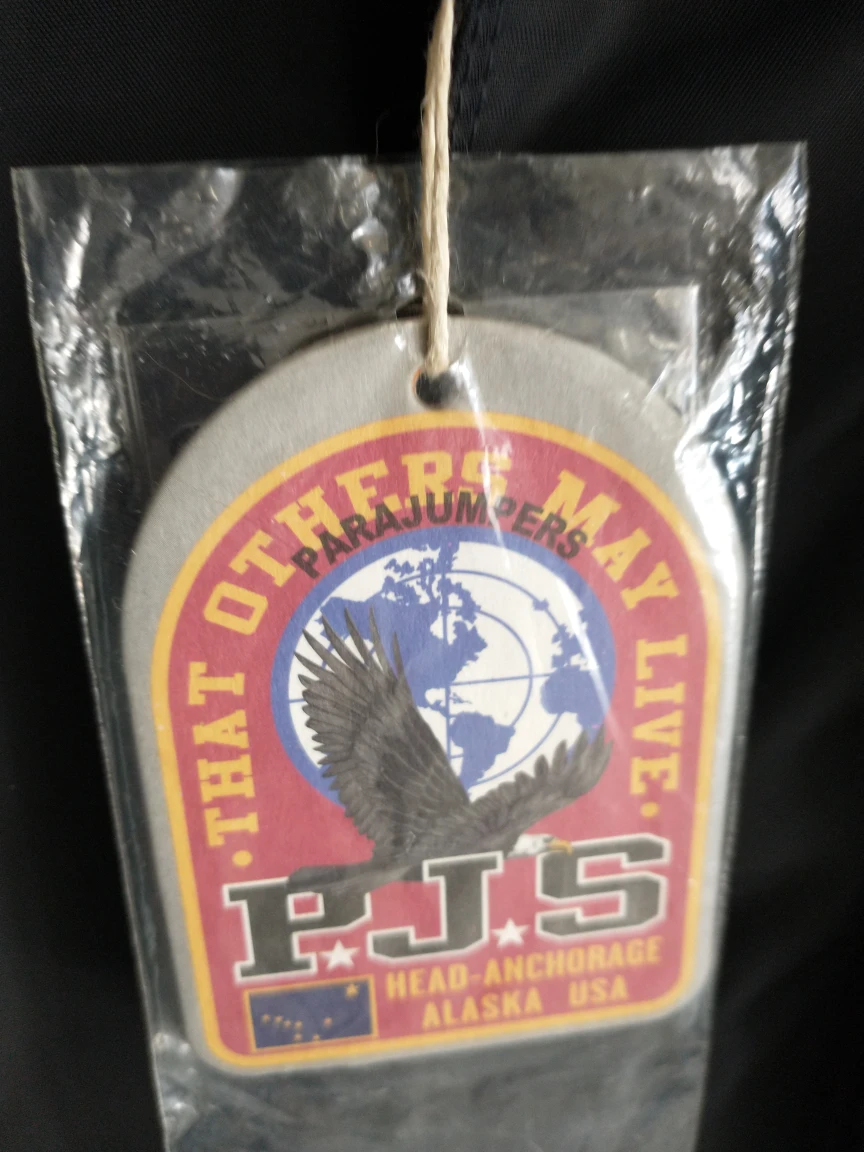 ·THAT OTHERS MAY LIVE·
PARAJUMPERS
P.J.S
HEAD-ANCHORAGE
ALASKA USA